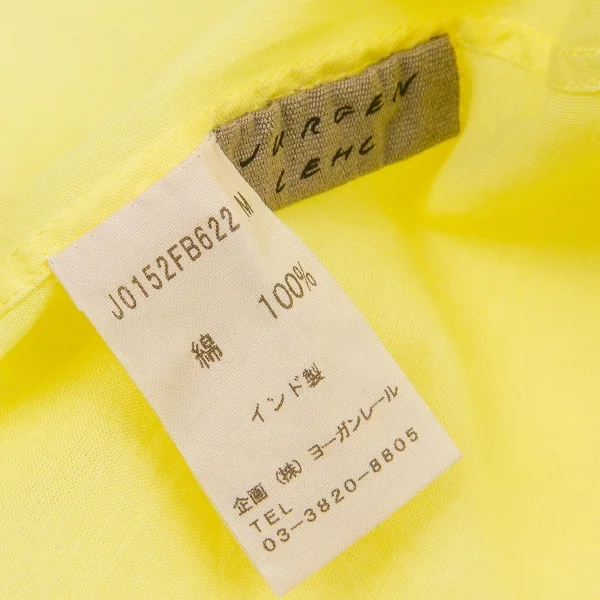 JURGEN
LEHL
J0152FB622 M
綿 100%
インド製
企画 (株) ヨーガンレール
TEL
03-3820-8805